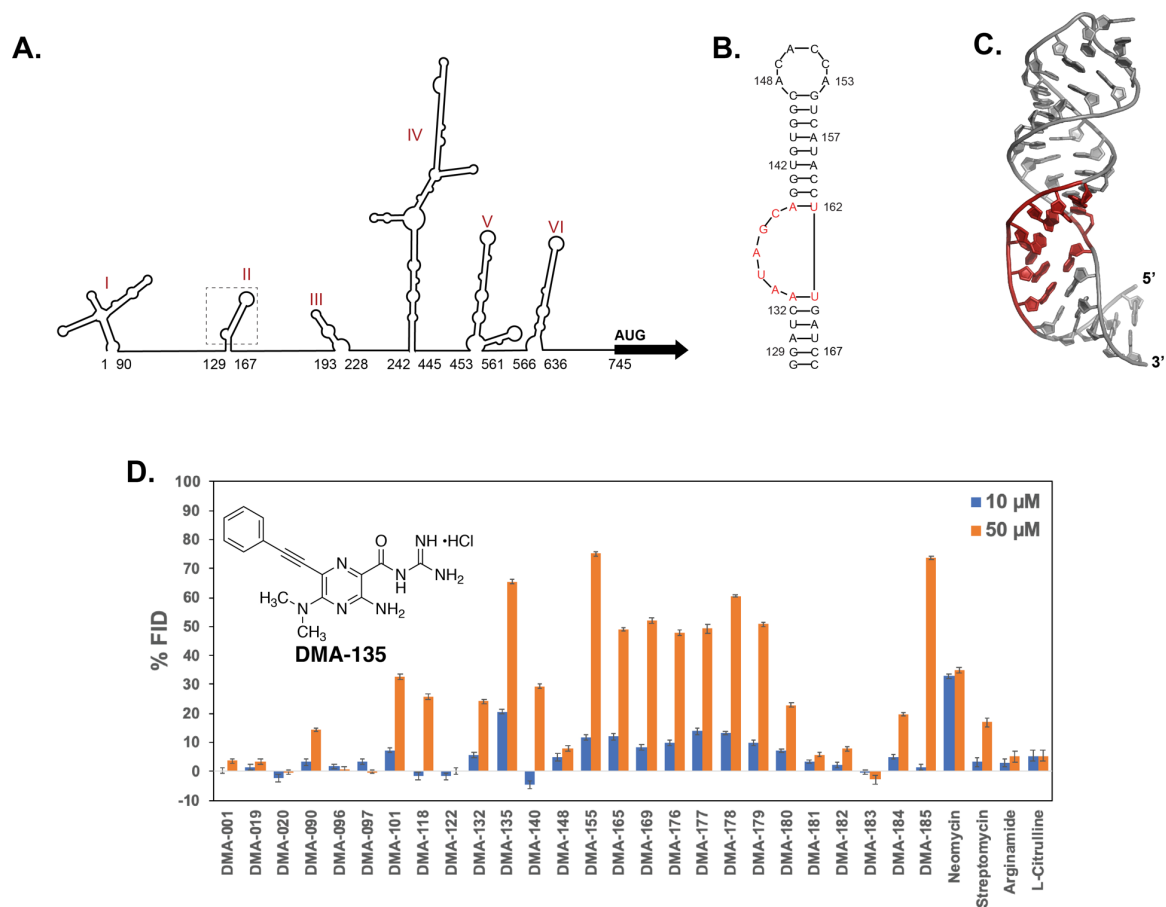 A.
B.
C.
I
II
III
IV
V
VI
AUG
1 90
129 167
193 228
242 445
453 561
566 636
745
A C
C C
148 A A 153
C G
G U
G C
U A 157
G U
142 U A
G C
G C
A U 162
C
G
A
U
A
A U
132 C G
U A
A U
129 G C
G C 167
5'
3'
D.
% FID
100
90
80
70
60
50
40
30
20
10
0
-10
10 µM
50 µM
O
NH •HCl
N
N
H
NH₂
H₃C
N
N
NH₂
CH₃
DMA-135
DMA-001
DMA-019
DMA-020
DMA-090
DMA-096
DMA-097
DMA-101
DMA-118
DMA-122
DMA-132
DMA-135
DMA-140
DMA-148
DMA-155
DMA-165
DMA-169
DMA-176
DMA-177
DMA-178
DMA-179
DMA-180
DMA-181
DMA-182
DMA-183
DMA-184
DMA-185
Neomycin
Streptomycin
Arginamide
L-Citrulline